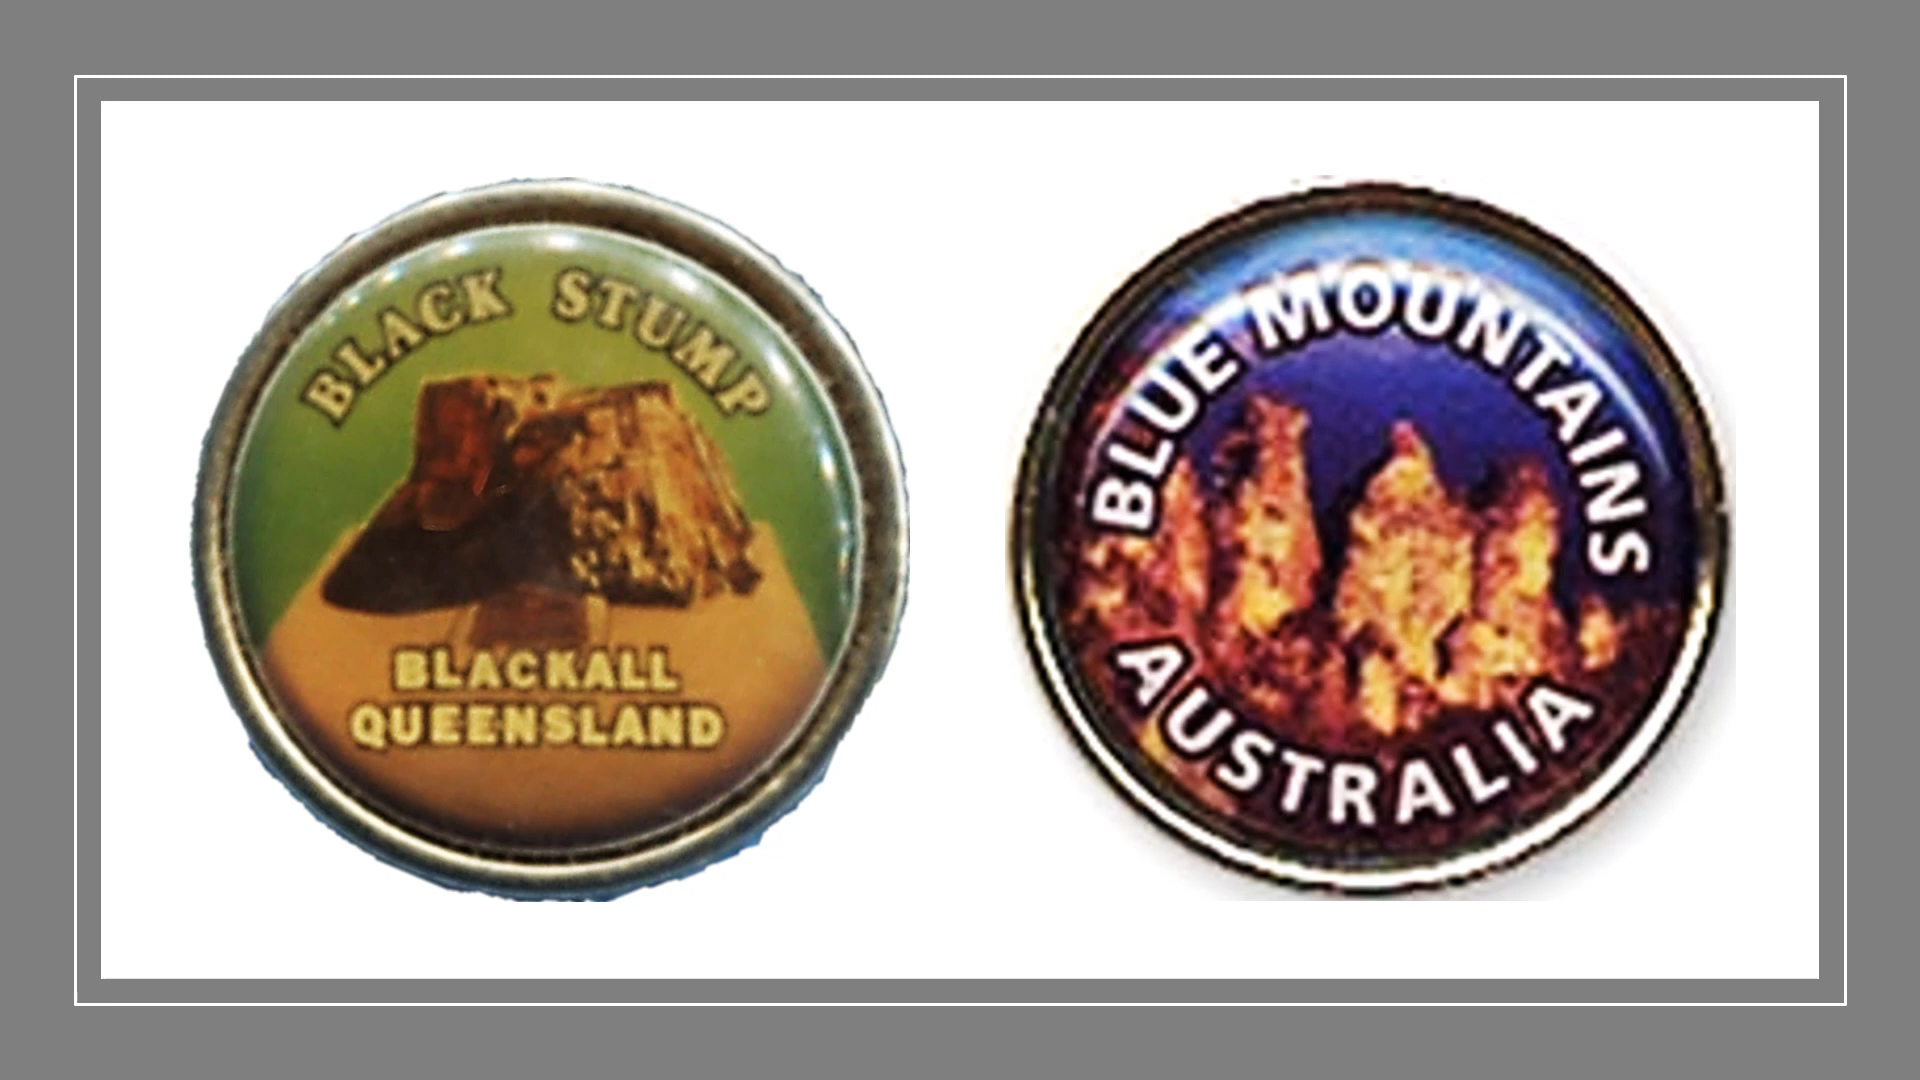 BLACK STUMP
BLACKALL
QUEENSLAND
BLUE MOUNTAINS
AUSTRALIA